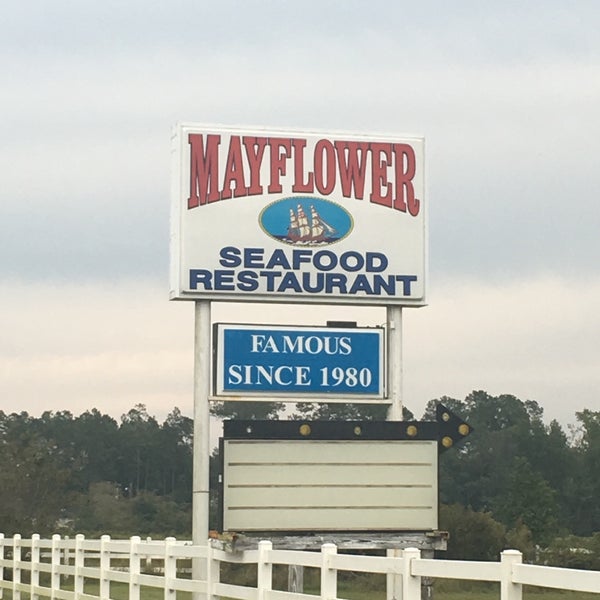 MAYFLOWER
SEAFOOD
RESTAURANT
FAMOUS
SINCE 1980